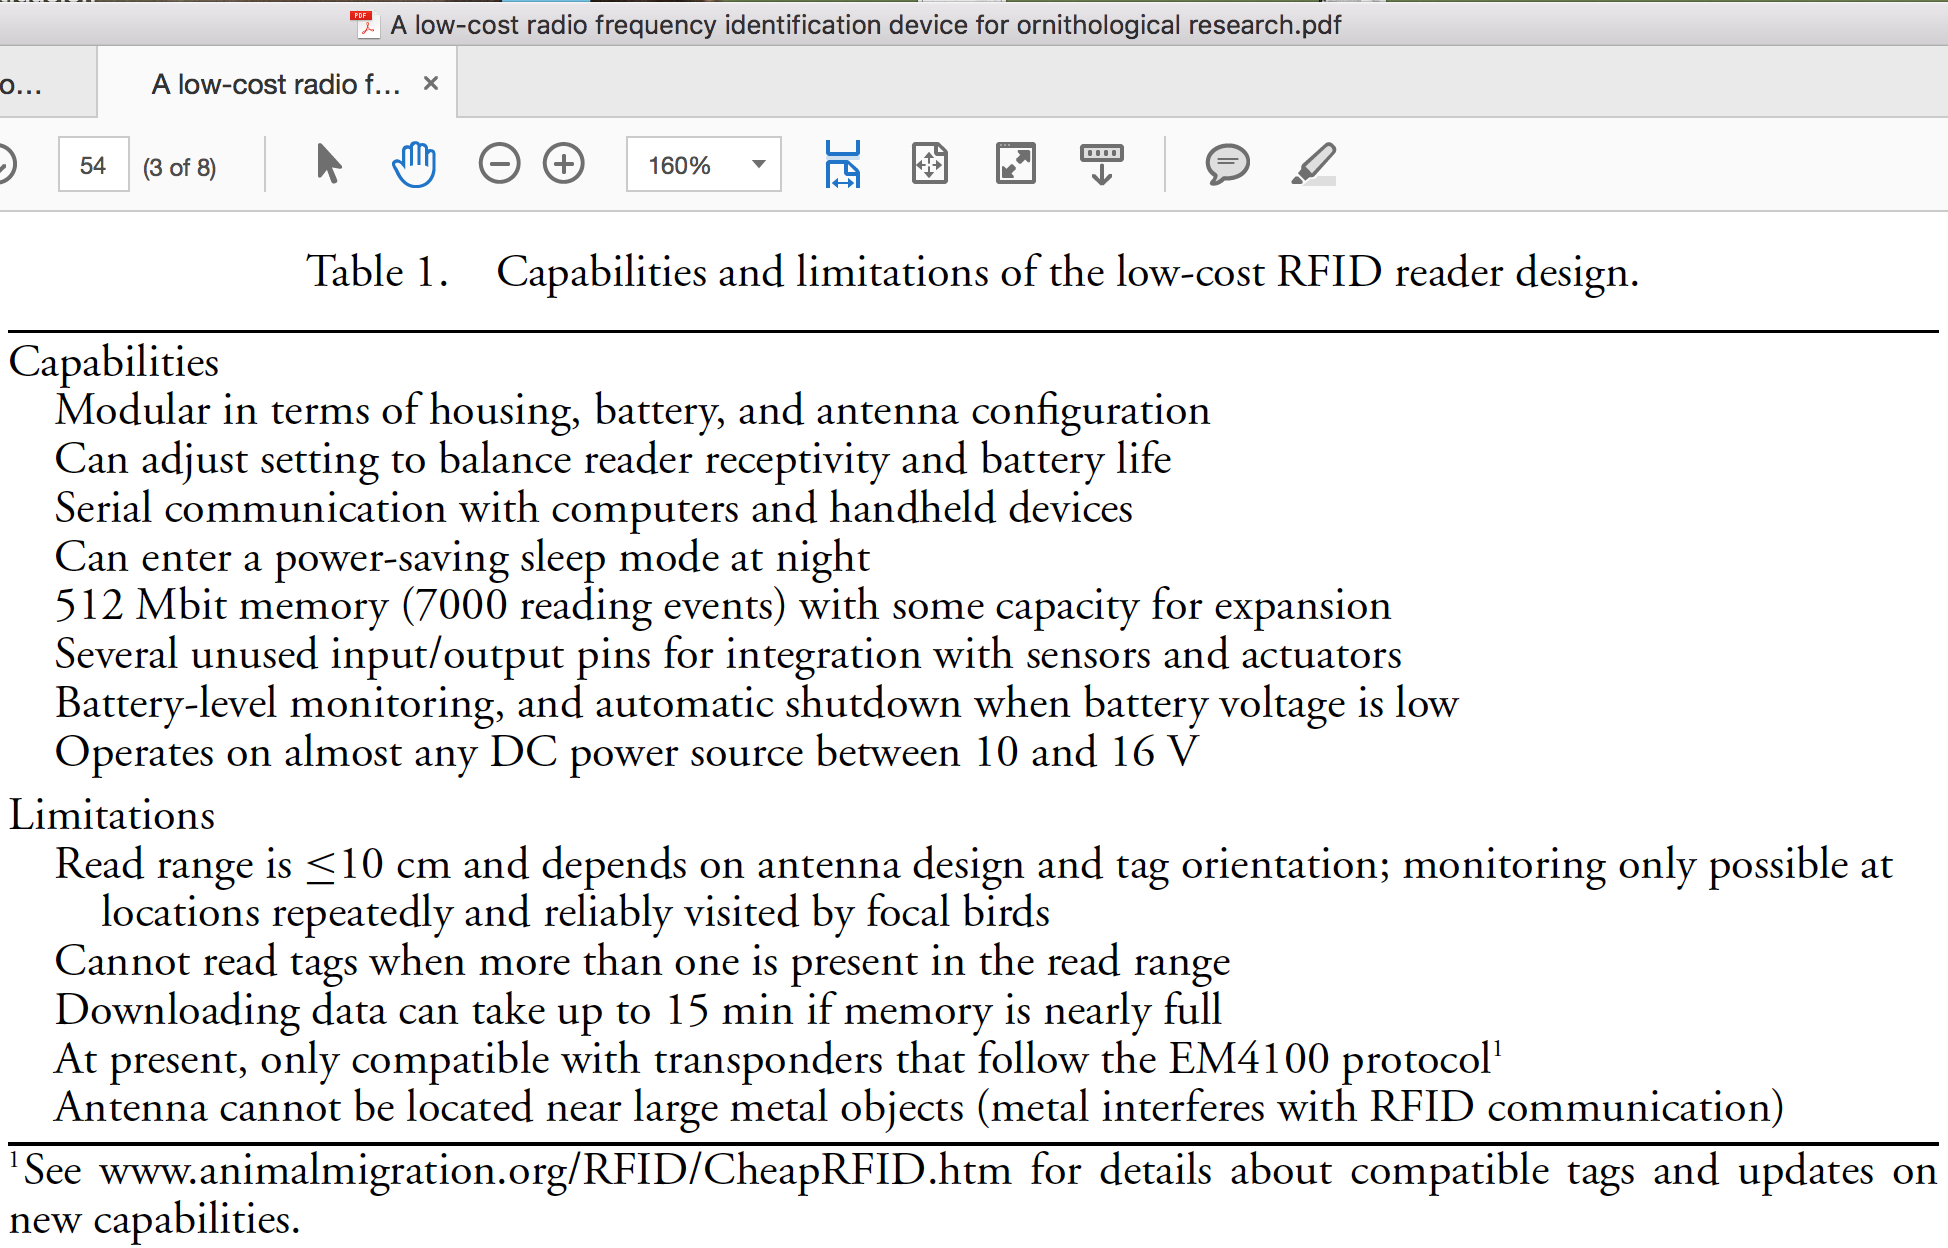 A low-cost radio frequency identification device for ornithological research.pdf
o...
A low-cost radio f... ×
54 (3 of 8) 160%
Table 1. Capabilities and limitations of the low-cost RFID reader design.
Capabilities
Modular in terms of housing, battery, and antenna configuration
Can adjust setting to balance reader receptivity and battery life
Serial communication with computers and handheld devices
Can enter a power-saving sleep mode at night
512 Mbit memory (7000 reading events) with some capacity for expansion
Several unused input/output pins for integration with sensors and actuators
Battery-level monitoring, and automatic shutdown when battery voltage is low
Operates on almost any DC power source between 10 and 16 V
Limitations
Read range is ≤10 cm and depends on antenna design and tag orientation; monitoring only possible at
locations repeatedly and reliably visited by focal birds
Cannot read tags when more than one is present in the read range
Downloading data can take up to 15 min if memory is nearly full
At present, only compatible with transponders that follow the EM4100 protocol¹
Antenna cannot be located near large metal objects (metal interferes with RFID communication)
¹See www.animalmigration.org/RFID/CheapRFID.htm for details about compatible tags and updates on
new capabilities.